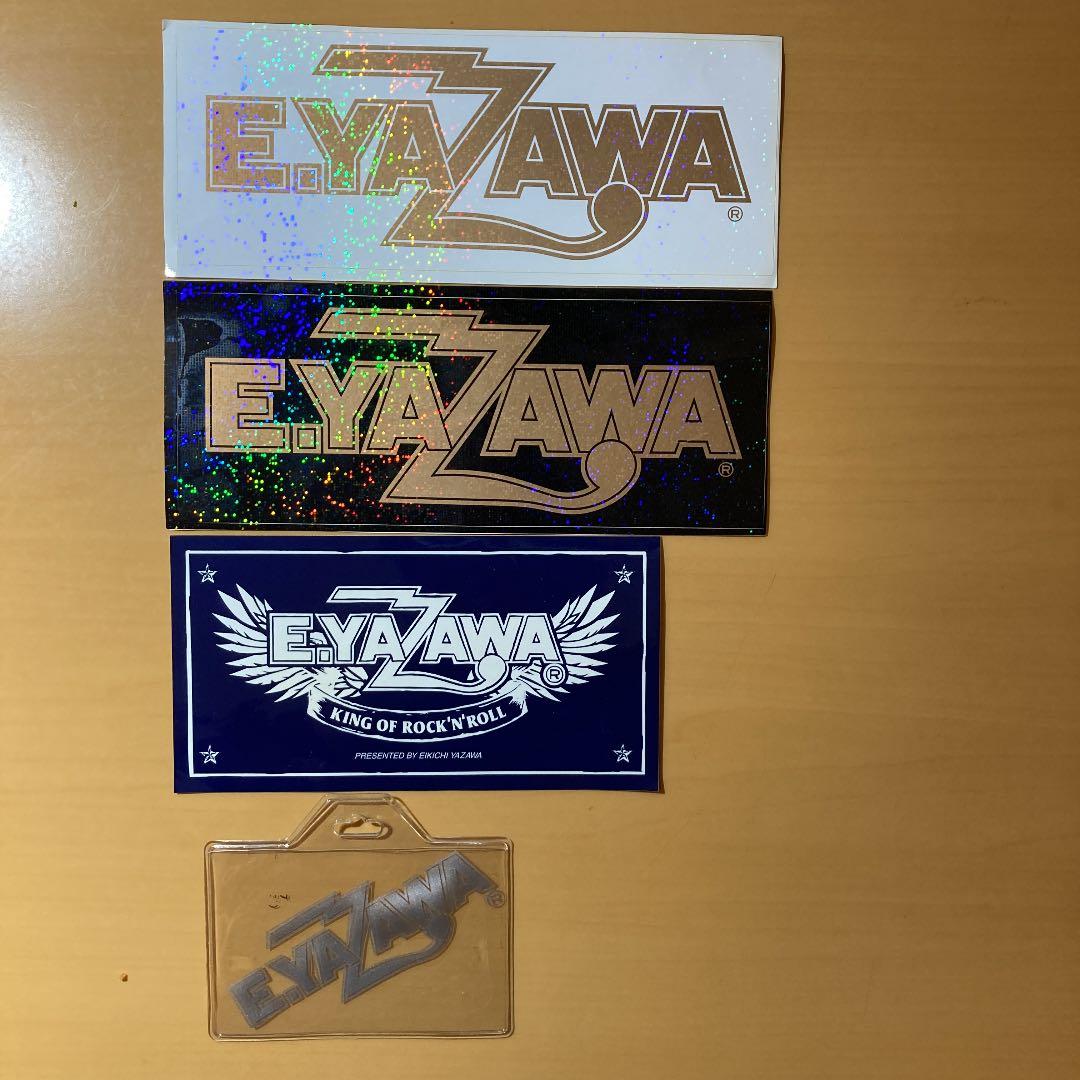 E.YAZAWA
®
E.YAZAWA
®
E.YAZAWA
®
KING OF ROCK'N'ROLL
PRESENTED BY EIKICHI YAZAWA
E.YAZAWA
®